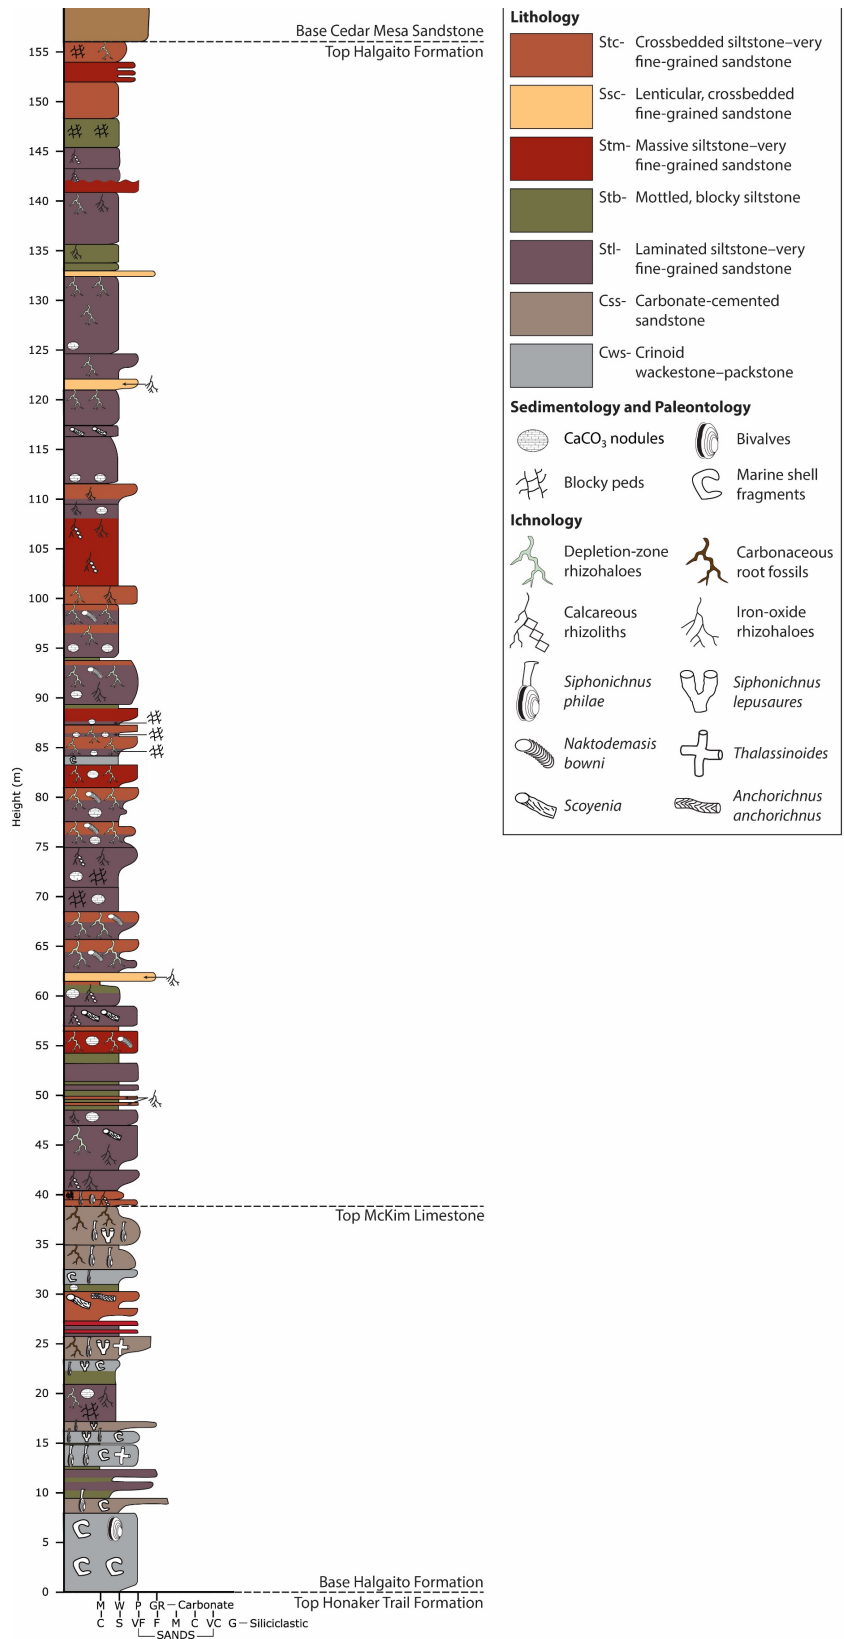 Base Cedar Mesa Sandstone
Top Halgaito Formation
155
150
145
140
135
130
125
120
115
110
105
100
95
90
85
80
75
70
65
60
55
50
45
40
35
30
25
20
15
10
5
0
Height (m)
Top McKim Limestone
Base Halgaito Formation
Top Honaker Trail Formation
M W P GR – Carbonate
C S VF F M C VC G – Siliciclastic
SANDS
Lithology
Stc- Crossbedded siltstone–very
fine-grained sandstone
Ssc- Lenticular, crossbedded
fine-grained sandstone
Stm- Massive siltstone–very
fine-grained sandstone
Stb- Mottled, blocky siltstone
Stl- Laminated siltstone–very
fine-grained sandstone
Css- Carbonate-cemented
sandstone
Cws- Crinoid
wackestone–packstone
Sedimentology and Paleontology
CaCO3 nodules
Bivalves
Blocky peds
Marine shell
fragments
Ichnology
Depletion-zone
rhizohaloes
Carbonaceous
root fossils
Calcareous
rhizoliths
Iron-oxide
rhizohaloes
Siphonichnus
philae
Siphonichnus
lepusaures
Naktodemasis
bowni
Thalassinoides
Scoyenia
Anchorichnus
anchorichnus